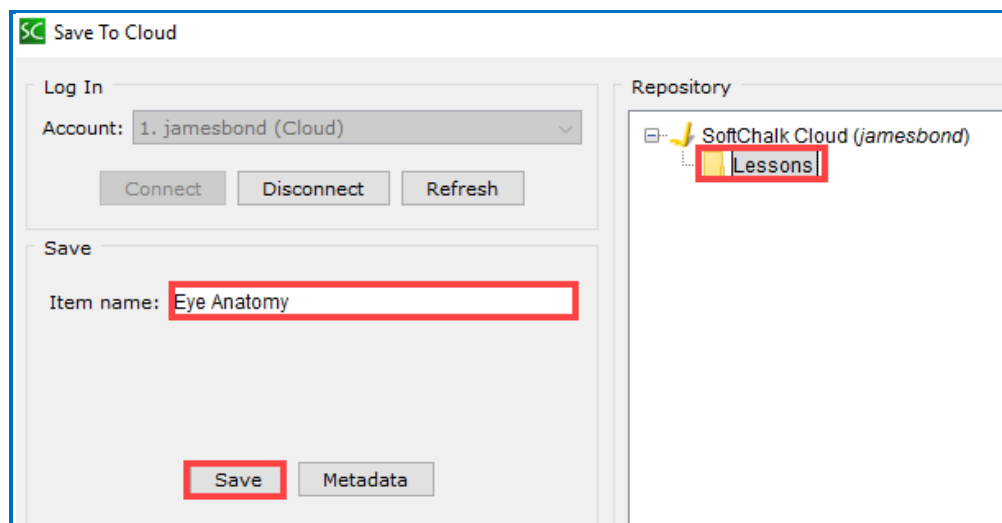 SC Save To Cloud
Log In
Account: 1. jamesbond (Cloud)
Connect Disconnect Refresh
Save
Item name: Eye Anatomy
Save Metadata
Repository
SoftChalk Cloud (jamesbond)
Lessons